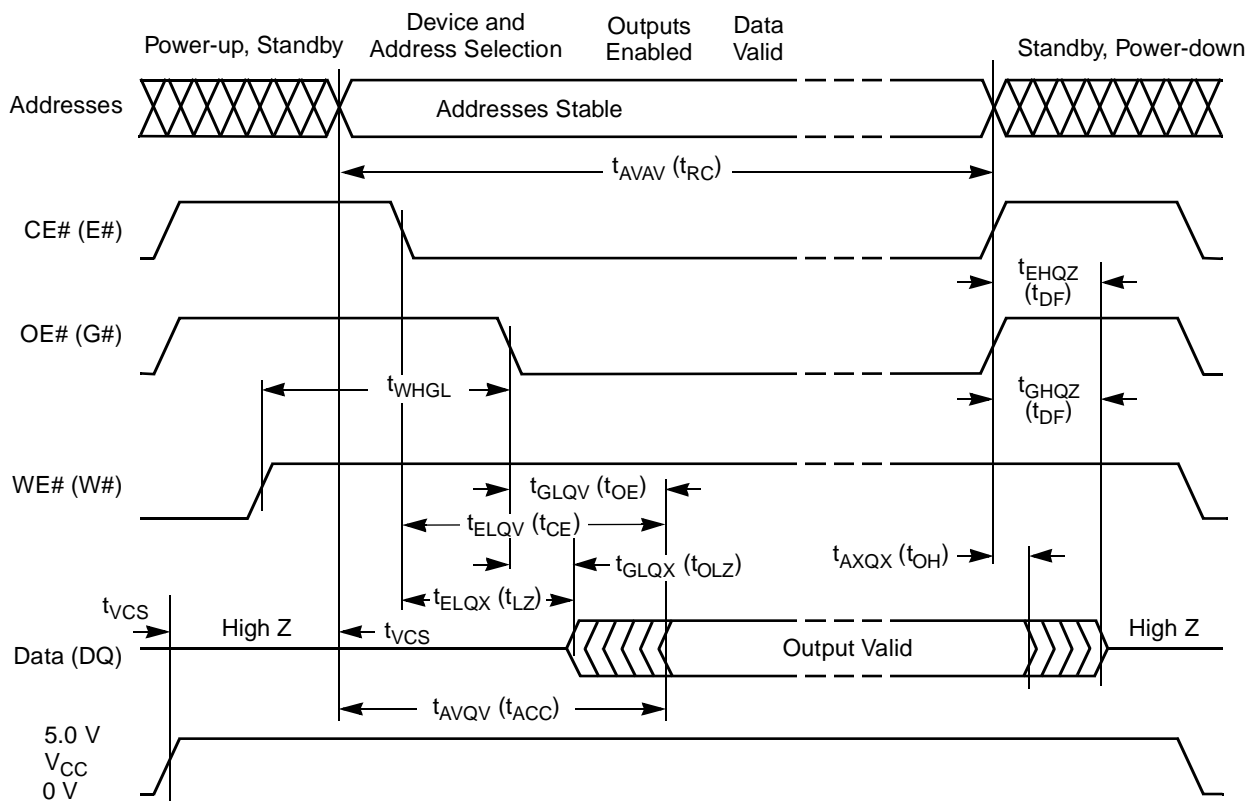 Power-up, Standby
Device and
Address Selection
Outputs
Enabled
Data
Valid
Standby, Power-down
Addresses
Addresses Stable
tAVAV (tRC)
CE# (E#)
tEHQZ
(tDF)
OE# (G#)
tWHGL
tGHQZ
(tDF)
WE# (W#)
tGLQV (tOE)
tELQV (tCE)
tGLQX (tOLZ)
tAXQX (tOH)
tELQX (tLZ)
tVCS
High Z
tVCS
Data (DQ)
Output Valid
High Z
tAVQV (tACC)
5.0 V
VCC
0 V